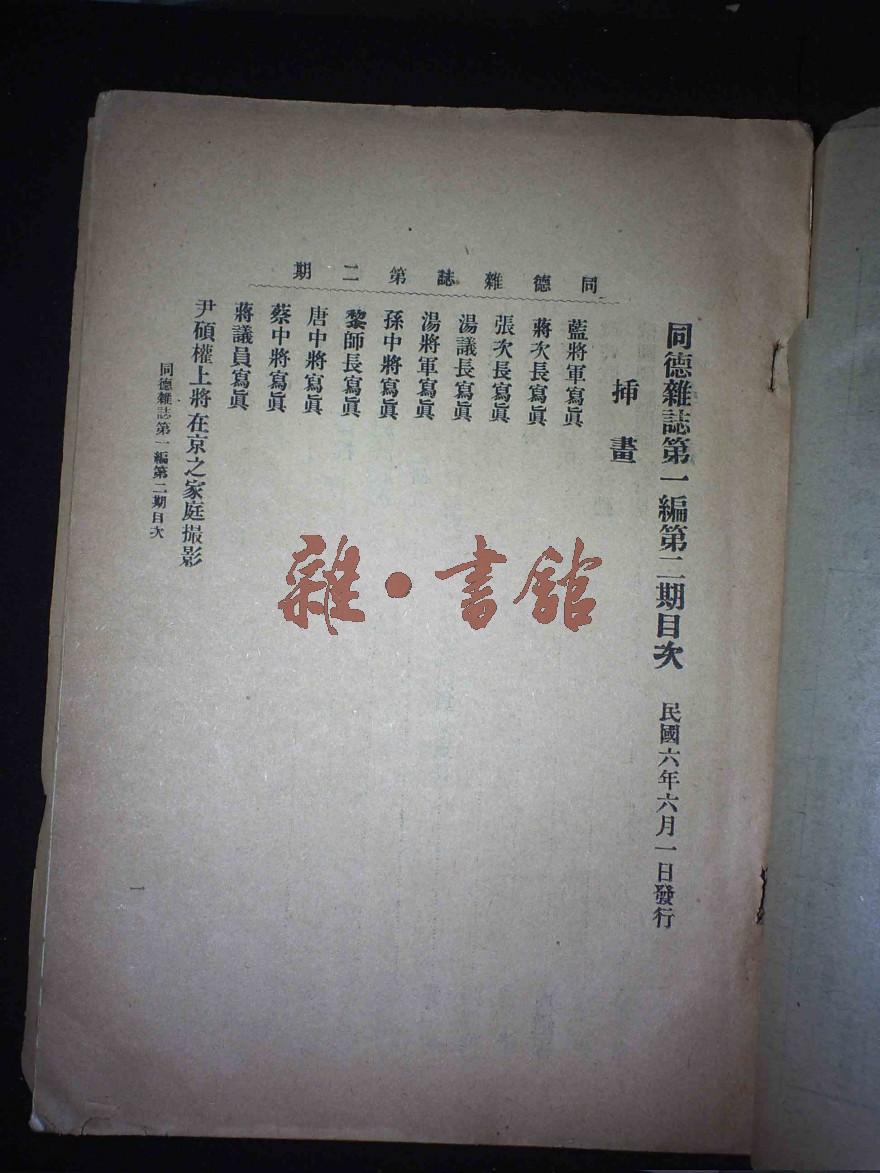 同德雜誌第二期
同德雜誌第一編第二期目次　民國六年六月一日發行
挿畫
藍將軍寫眞
蔣次長寫眞
張次長寫眞
湯議長寫眞
湯將軍寫眞
孫中將寫眞
黎師長寫眞
唐中將寫眞
蔡中將寫眞
蔣議員寫眞
尹碩權上將在京之家庭撮影
同德雜誌第一編第二期目次
一
雜·書館